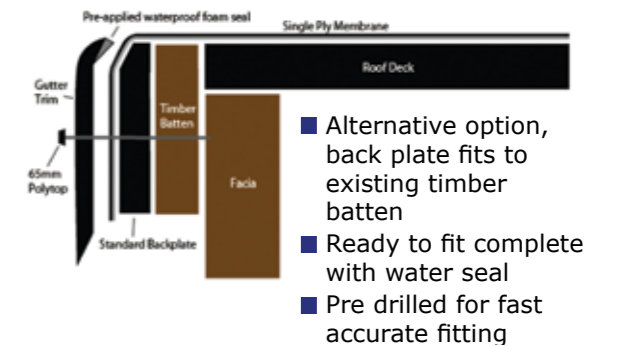 Pre-applied waterproof foam seal
Single Ply Membrane
Roof Deck
Gutter
Trim
Timber
Batten
65mm
Polytop
Facia
Standard Backplate
Alternative option,
back plate fits to
existing timber
batten
Ready to fit complete
with water seal
Pre drilled for fast
accurate fitting